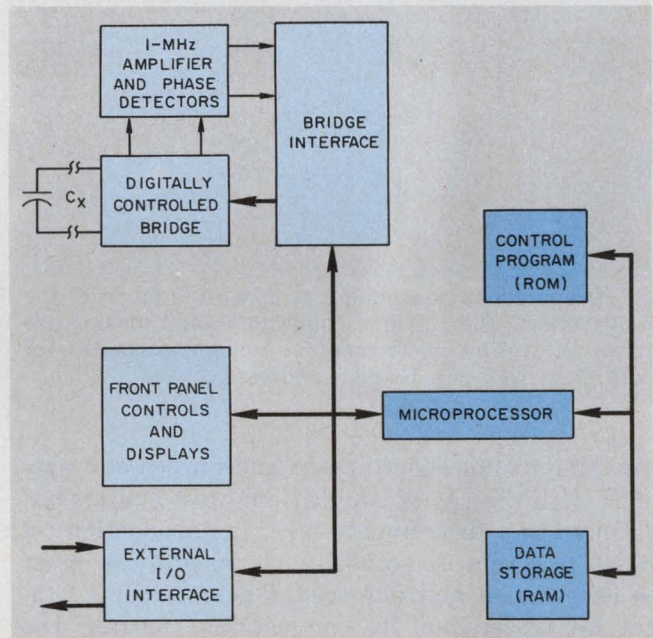 1-MHz
AMPLIFIER
AND PHASE
DETECTORS
BRIDGE
INTERFACE
Cx
DIGITALLY
CONTROLLED
BRIDGE
CONTROL
PROGRAM
(ROM)
FRONT PANEL
CONTROLS
AND
DISPLAYS
MICROPROCESSOR
EXTERNAL
I/O
INTERFACE
DATA
STORAGE
(RAM)